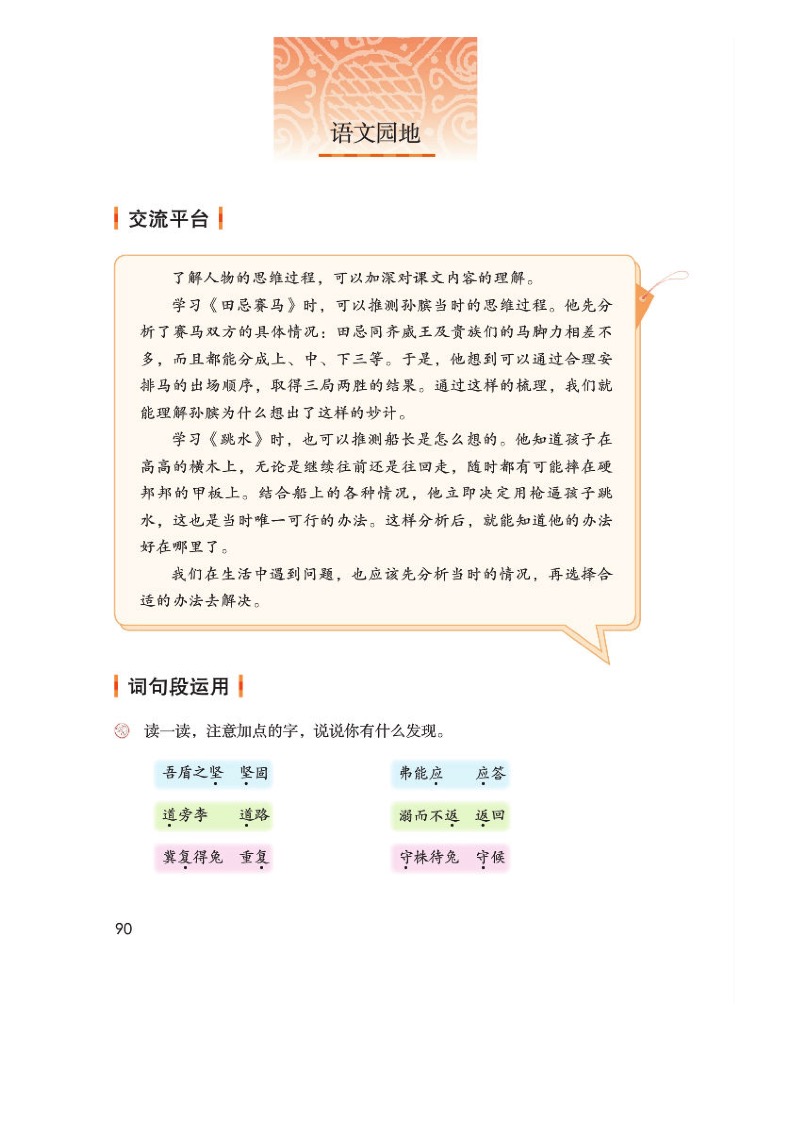 语文园地
交流平台
了解人物的思维过程，可以加深对课文内容的理解。
学习《田忌赛马》时，可以推测孙膑当时的思维过程。他先分
析了赛马双方的具体情况：田忌同齐威王及贵族们的马脚力相差不
多，而且都能分成上、中、下三等。于是，他想到可以通过合理安
排马的出场顺序，取得三局两胜的结果。通过这样的梳理，我们就
能理解孙膑为什么想出了这样的妙计。
学习《跳水》时，也可以推测船长是怎么想的。他知道孩子在
高高的横木上，无论是继续往前还是往回走，随时都有可能摔在硬
邦邦的甲板上。结合船上的各种情况，他立即决定用枪逼孩子跳
水，这也是当时唯一可行的办法。这样分析后，就能知道他的办法
好在哪里了。
我们在生活中遇到问题，也应该先分析当时的情况，再选择合
适的办法去解决。
词句段运用
读一读，注意加点的字，说说你有什么发现。
吾盾之坚 坚固 弗能应 应答
道旁李 道路 溺而不返 返回
冀复得兔 重复 守株待兔 守候
90